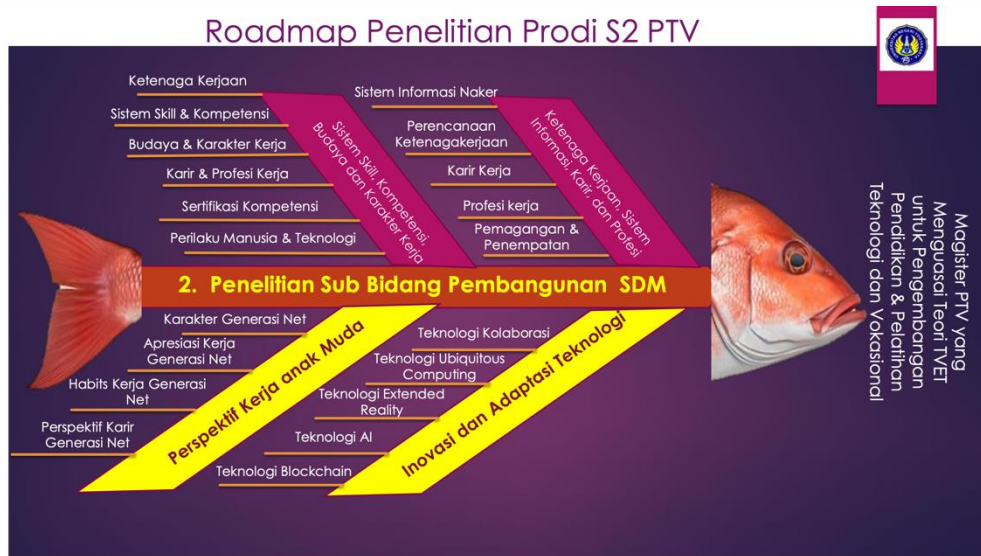 Roadmap Penelitian Prodi S2 PTV
Ketenaga Kerjaan
Sistem Skill & Kompetensi
Budaya & Karakter Kerja
Karir & Profesi Kerja
Sertifikasi Kompetensi
Perilaku Manusia & Teknologi
Sistem Skill, Kompetensi,
Budaya dan Karakter Kerja
Sistem Informasi Naker
Perencanaan
Ketenagakerjaan
Karir Kerja
Profesi kerja
Pemagangan &
Penempatan
Ketenaga Kerjaan, Sistem
Informasi, Karir, dan Profesi
2. Penelitian Sub Bidang Pembangunan SDM
Karakter Generasi Net
Apresiasi Kerja
Generasi Net
Habits Kerja Generasi
Net
Perspektif Karir
Generasi Net
Perspektif Kerja anak Muda
Teknologi Kolaborasi
Teknologi Ubiquitous
Computing
Teknologi Extended
Reality
Teknologi AI
Teknologi Blockchain
Inovasi dan Adaptasi Teknologi
Magister PTV yang
Menguasai Teori TVET
untuk Pengembangan
Pendidikan & Pelatihan
Teknologi dan Vokasional